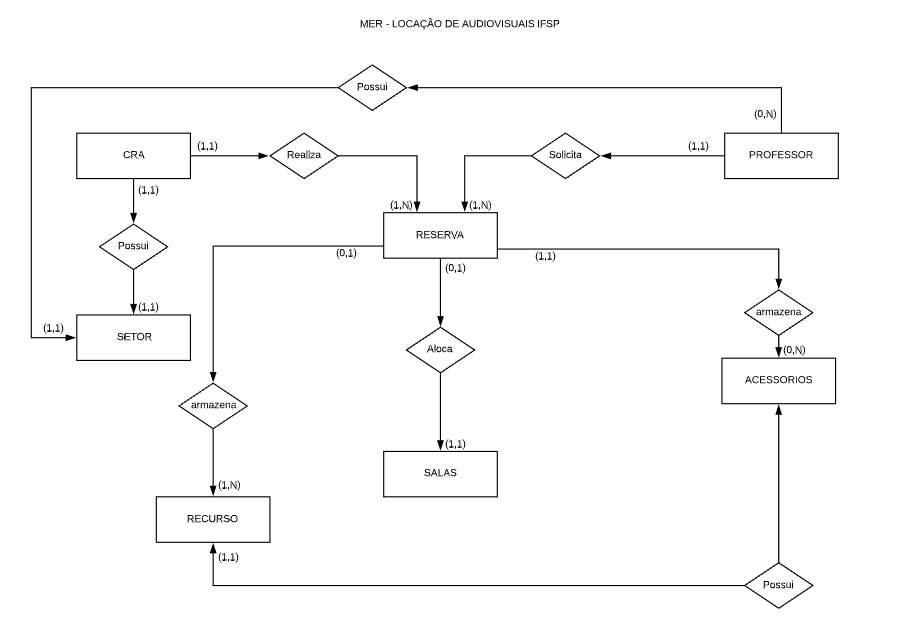 MER - LOCAÇÃO DE AUDIOVISUAIS IFSP
Possui
(0,N)
CRA
(1,1)
Realiza
Solicita
(1,1)
PROFESSOR
(1,1)
(1,N)
(1,N)
RESERVA
Possui
(0,1)
(0,1)
(1,1)
(1,1)
armazena
(1,1)
SETOR
Aloca
(0,N)
ACESSORIOS
armazena
(1,1)
SALAS
(1,N)
RECURSO
(1,1)
Possui